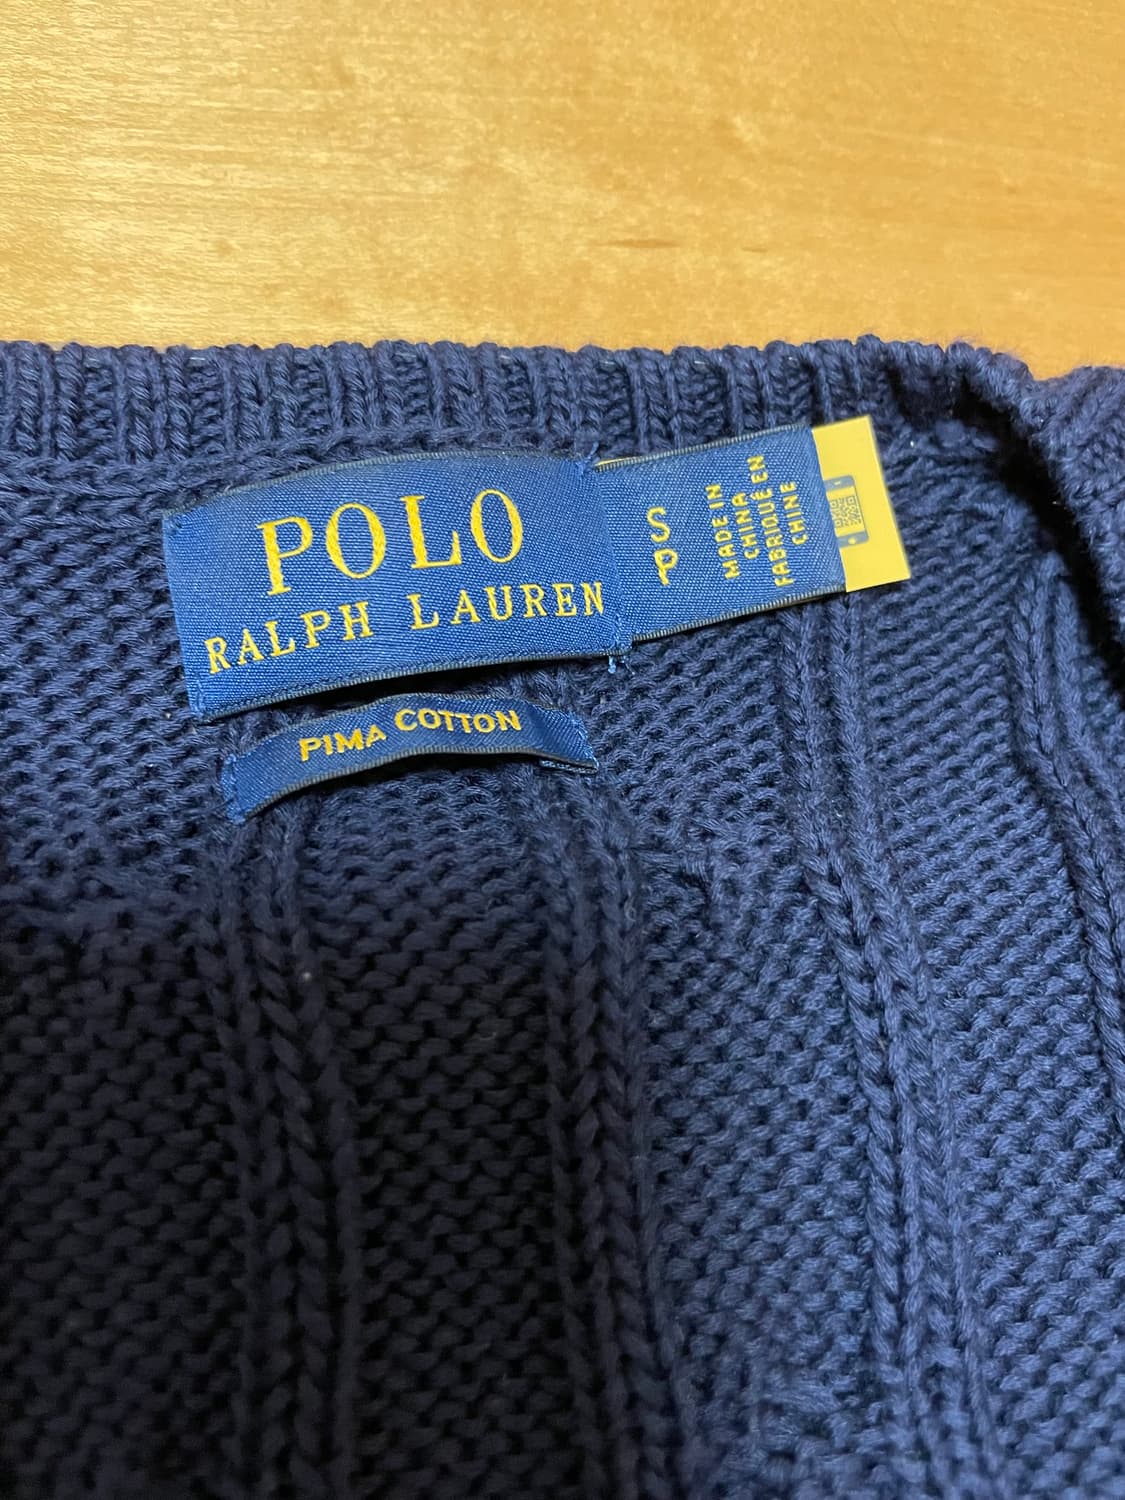 POLO
RALPH LAUREN
S
P
MADE IN
CHINA
FABRIQUÉ EN
CHINE
PIMA COTTON